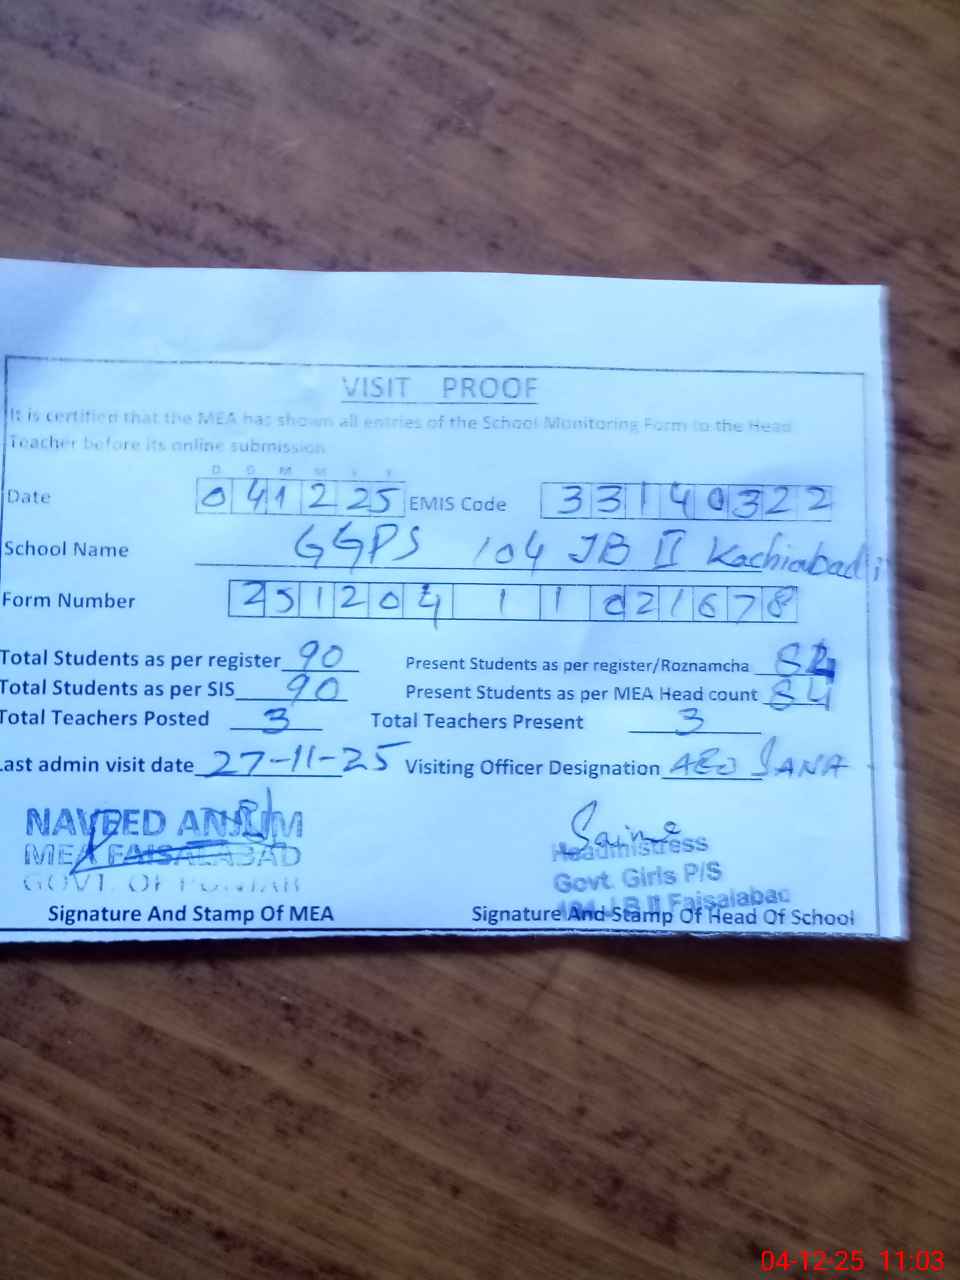 VISIT PROOF
It is certified that the MEA has shown all entries of the School Monitoring Form to the Head
Teacher before its online submission
D D M M Y Y
Date 041225 EMIS Code 33140322
School Name GGPS 104 JB II Kachiabadi
Form Number 251204 1 1 021678
Total Students as per register 90 Present Students as per register/Roznamcha 84
Total Students as per SIS 90 Present Students as per MEA Head count 84
Total Teachers Posted 3 Total Teachers Present 3
Last admin visit date 27-11-25 Visiting Officer Designation AEO SANA
NAVEED ANJUM
MEA FAISALABAD
GOVT. OF PUNJAB
Headmistress
Govt. Girls P/S
104 J.B II Faisalabad
Signature And Stamp Of MEA Signature And Stamp Of Head Of School
04-12-25 11:03